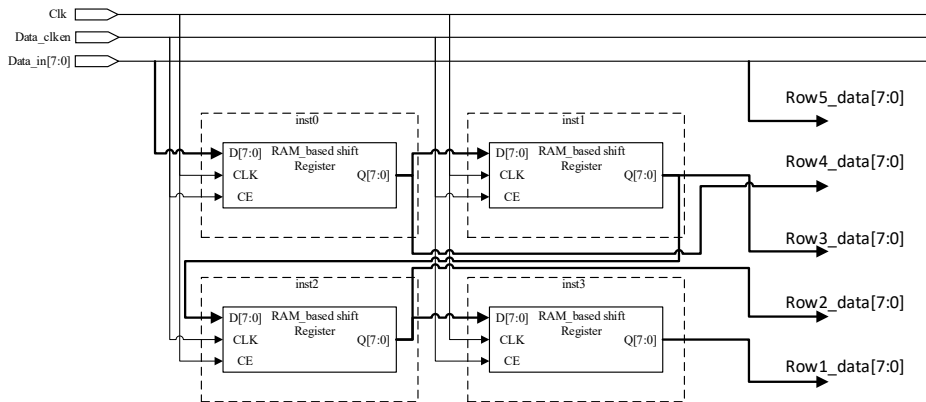 Clk
Data_clken
Data_in[7:0]
Row5_data[7:0]
inst0
inst1
D[7:0]
RAM_based shift
Register
CLK
Q[7:0]
CE
D[7:0]
RAM_based shift
Register
CLK
Q[7:0]
CE
Row4_data[7:0]
Row3_data[7:0]
inst2
inst3
D[7:0]
RAM_based shift
Register
CLK
Q[7:0]
CE
D[7:0]
RAM_based shift
Register
CLK
Q[7:0]
CE
Row2_data[7:0]
Row1_data[7:0]